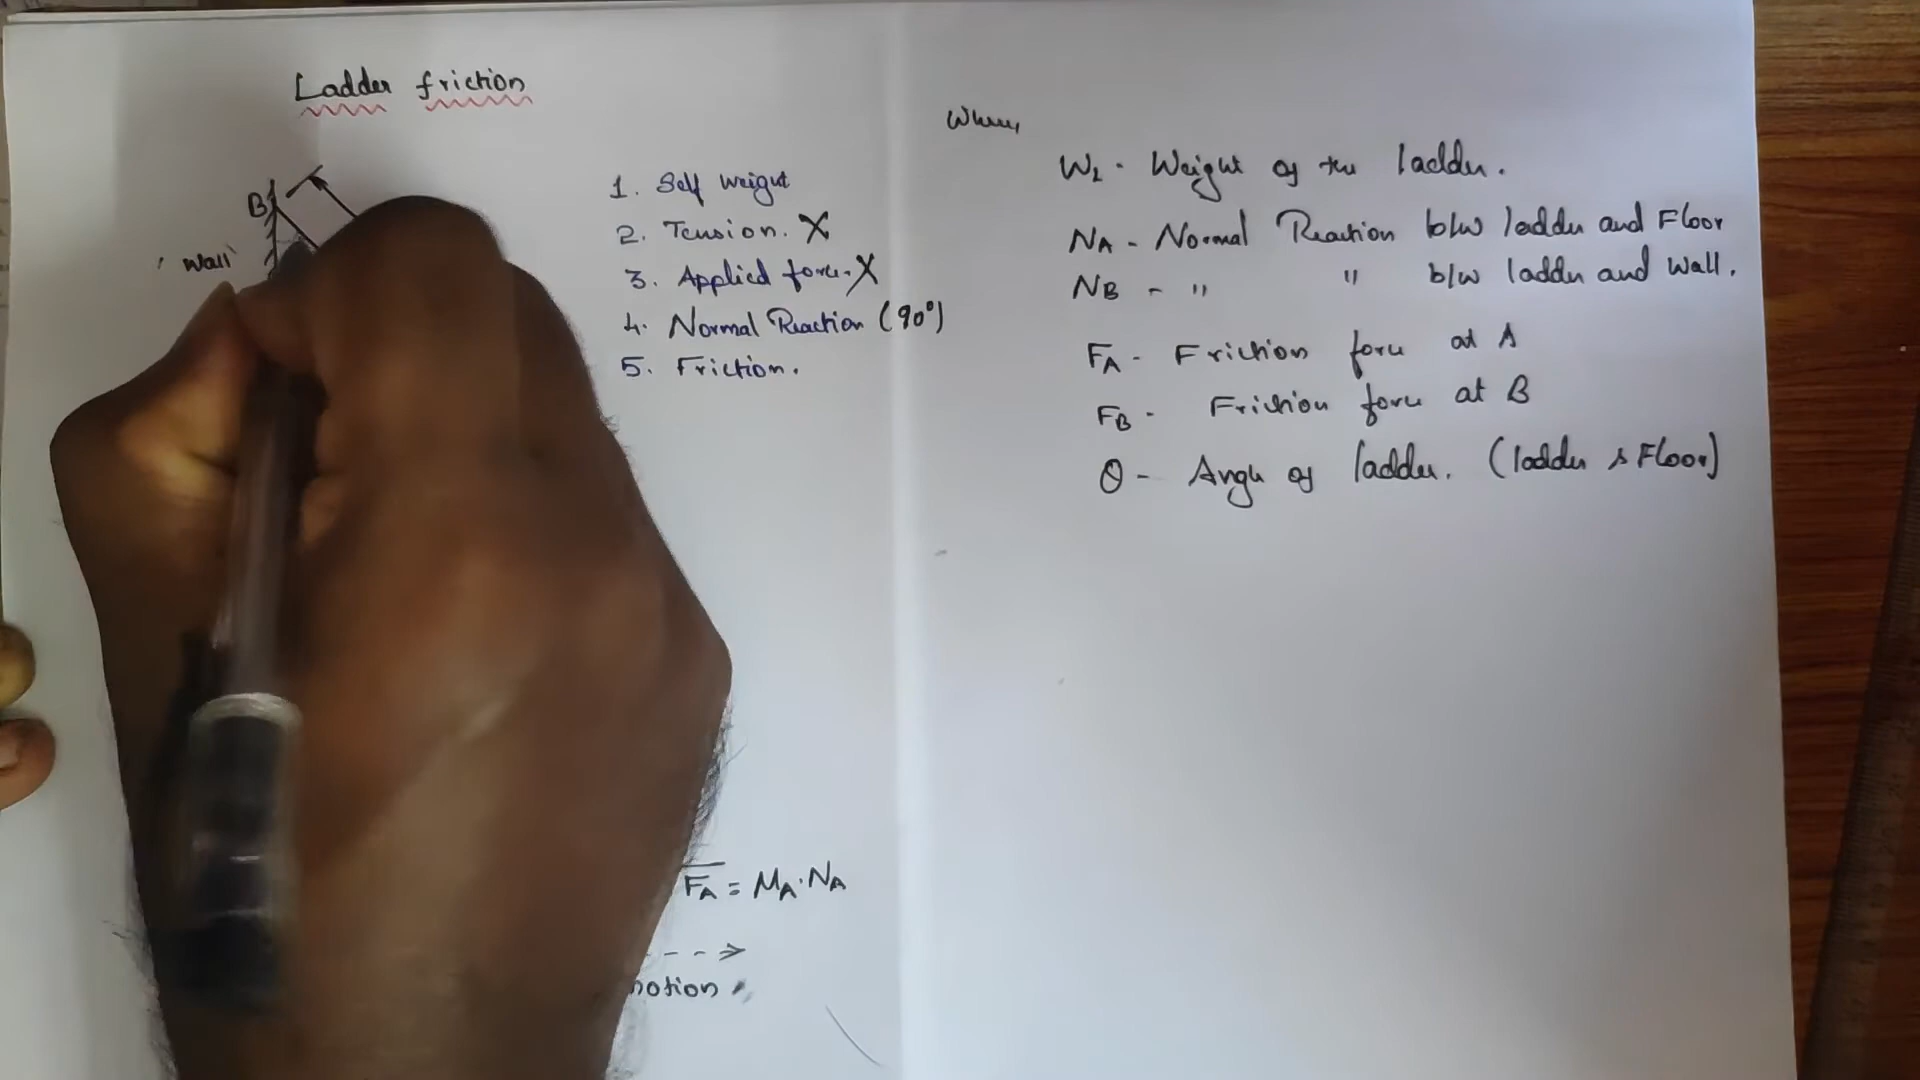 Ladder friction
B
"Wall"
1. Self weight
2. Tension. X
3. Applied force. X
4. Normal Reaction (90°)
5. Friction.
FA = MA·NA
motion
Where,
WL - Weight of the ladder.
NA - Normal Reaction b/w ladder and Floor
NB - " " b/w ladder and Wall.
FA - Friction force at A
FB - Friction force at B
θ - Angle of ladder. (ladder & Floor)